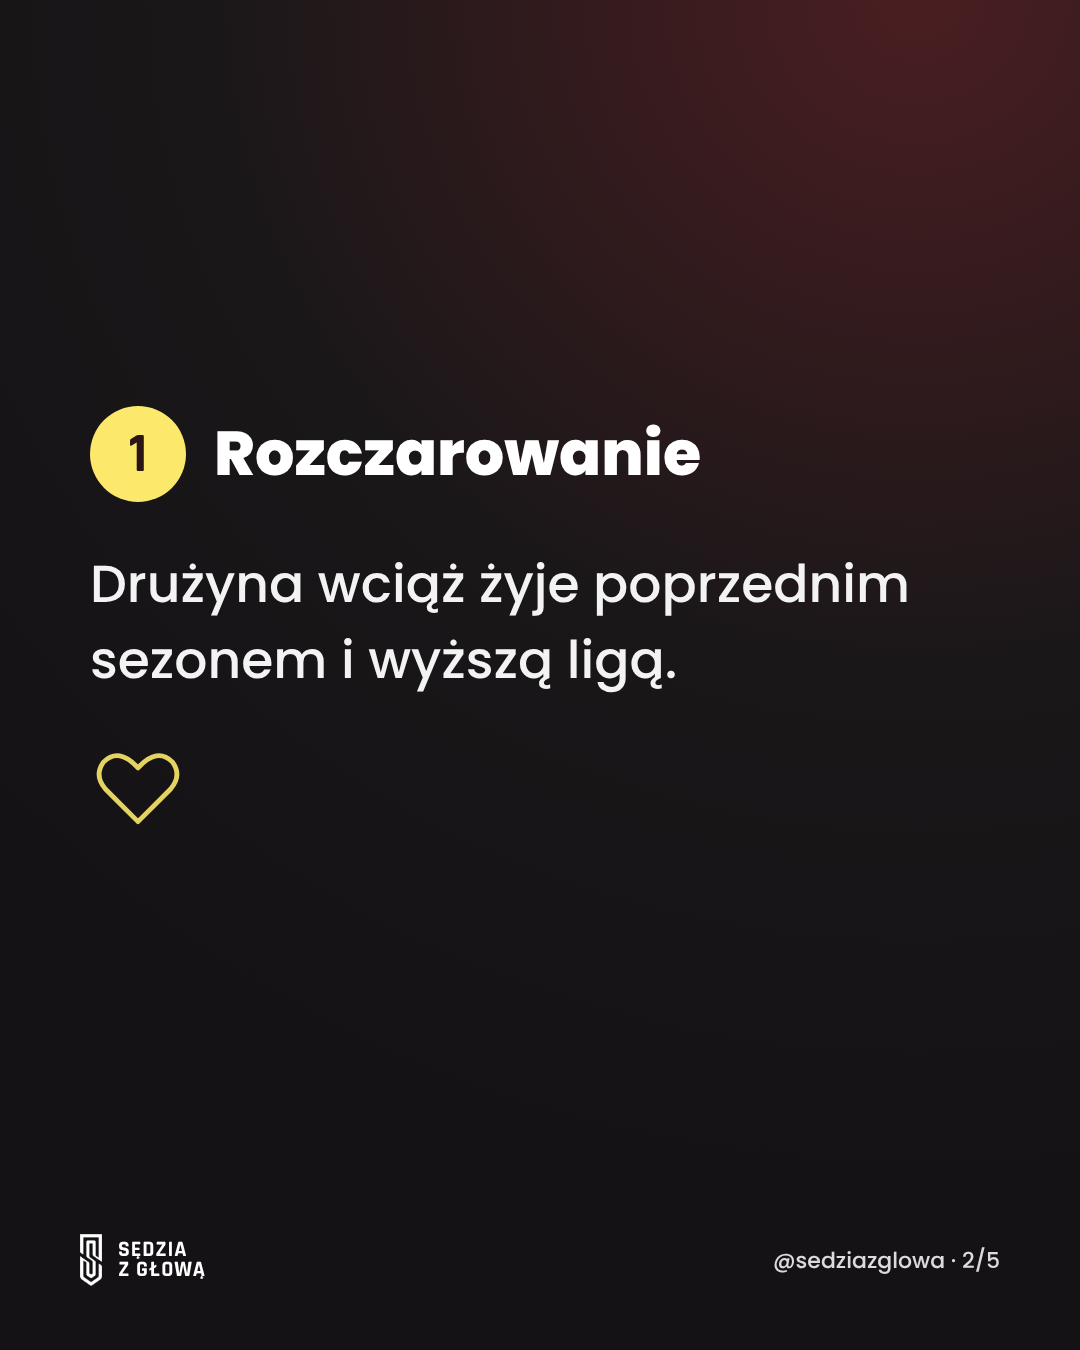 1 Rozczarowanie
Drużyna wciąż żyje poprzednim
sezonem i wyższą ligą.
SĘDZIA
Z GŁOWĄ
@sedziazglowa · 2/5